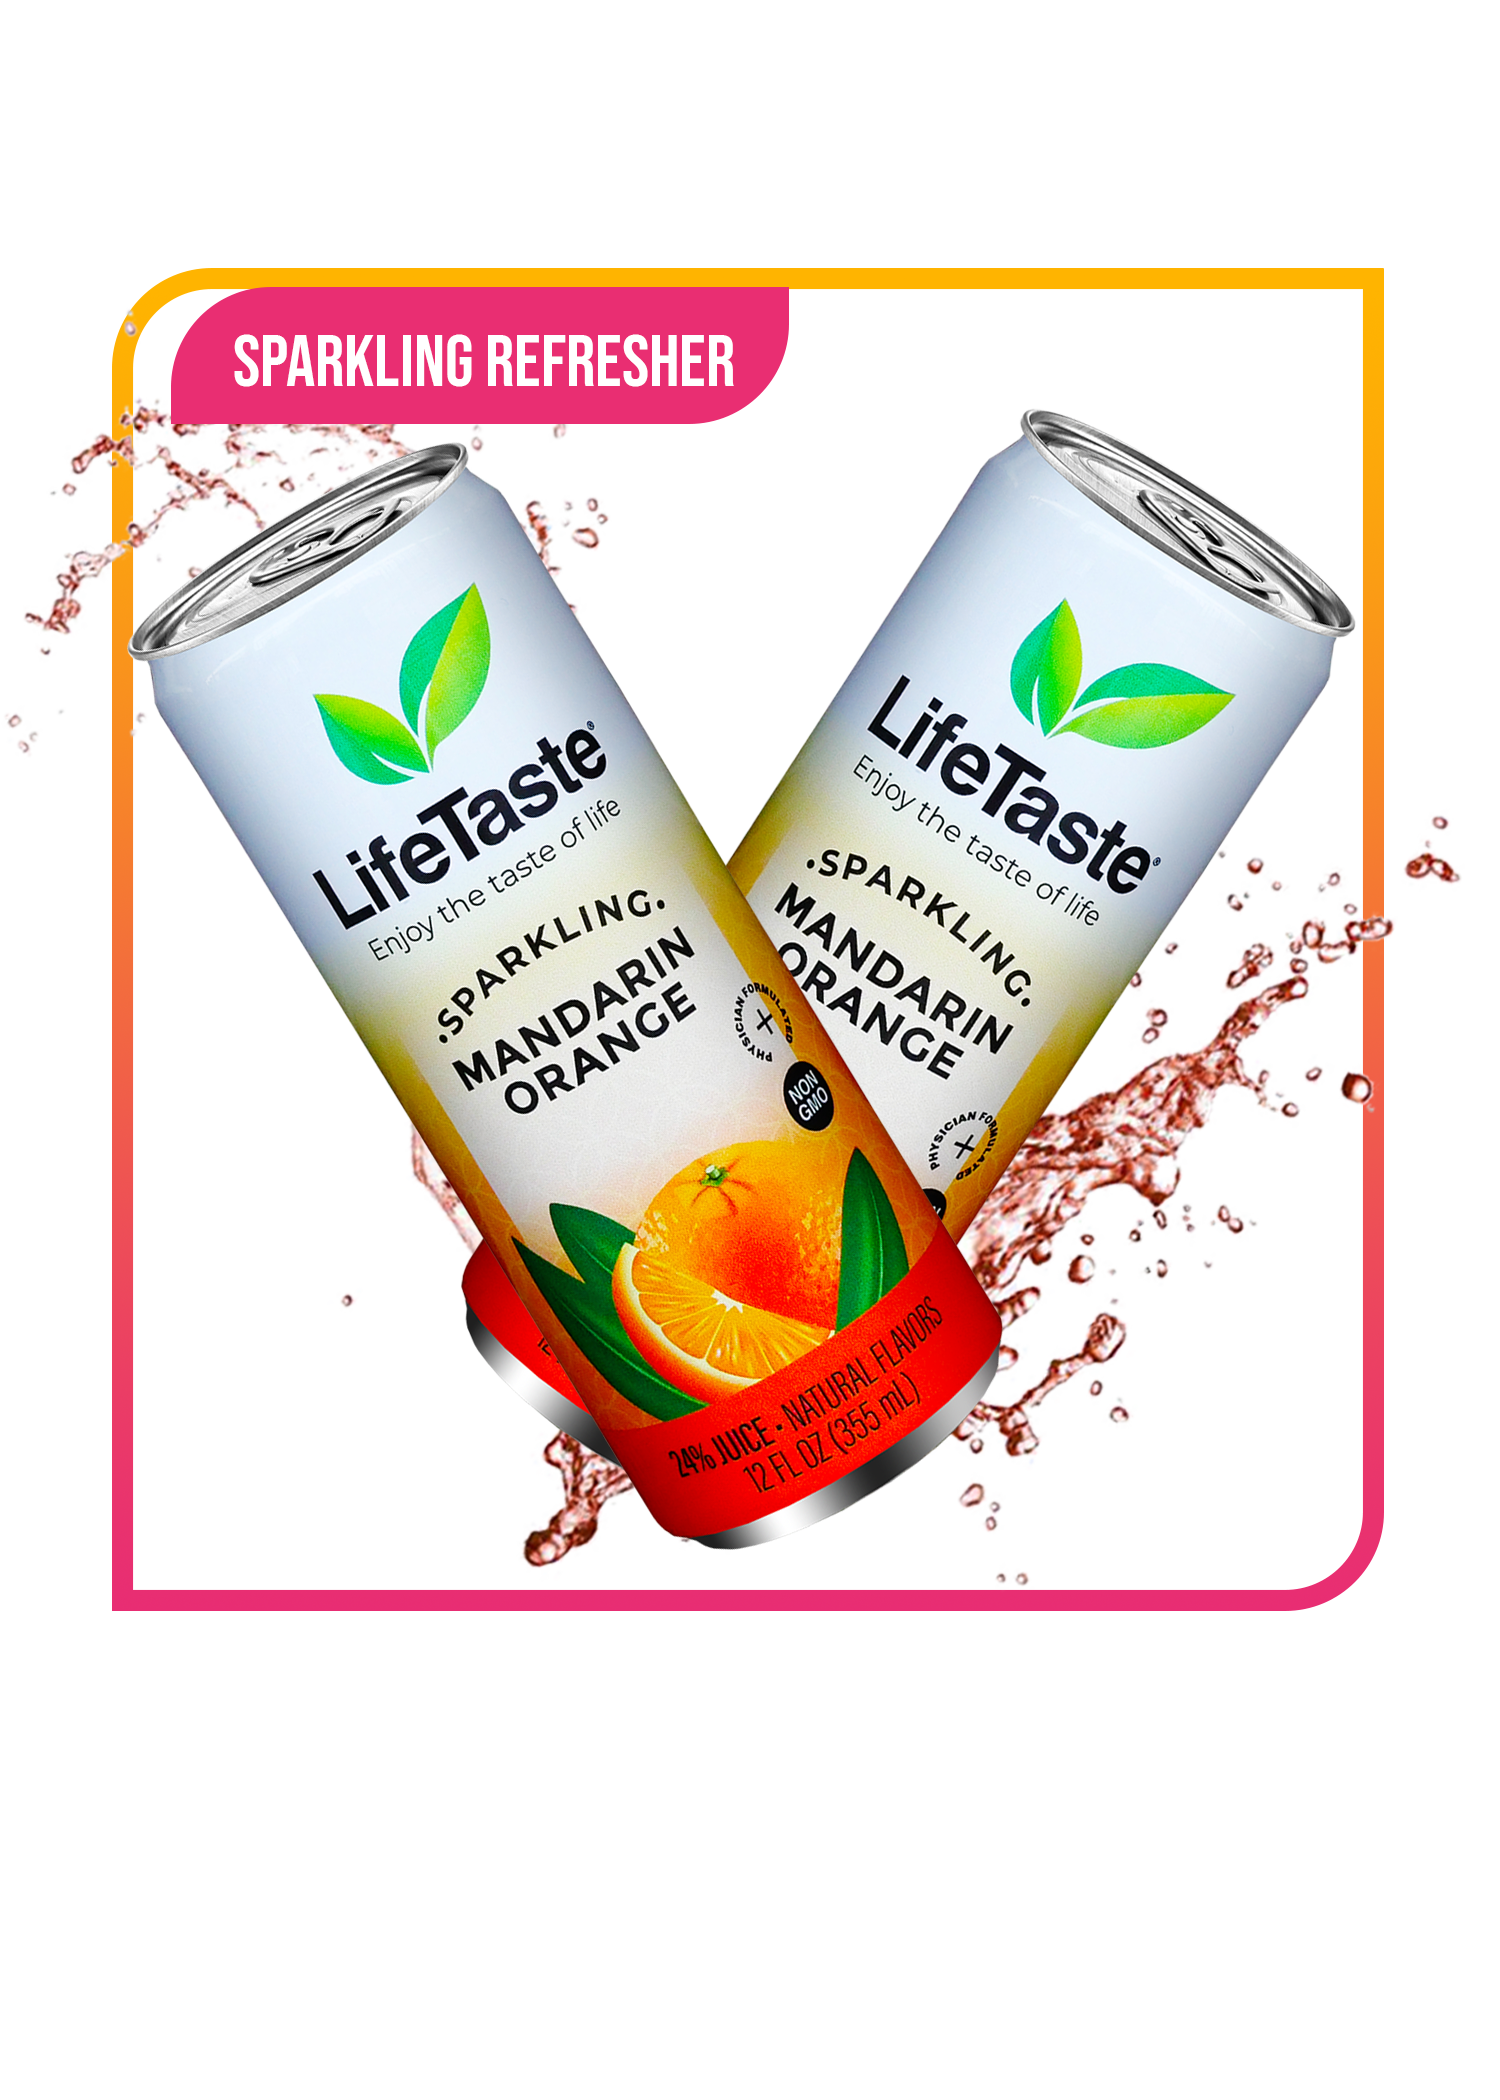 SPARKLING REFRESHER
LifeTaste®
Enjoy the taste of life
.SPARKLING.
MANDARIN
ORANGE
PHYSICIAN FORMULATED
NON
GMO
24% JUICE • NATURAL FLAVORS
12 FL OZ (355 mL)
LifeTaste®
Enjoy the taste of life
.SPARKLING.
MANDARIN
ORANGE
PHYSICIAN FORMULATED